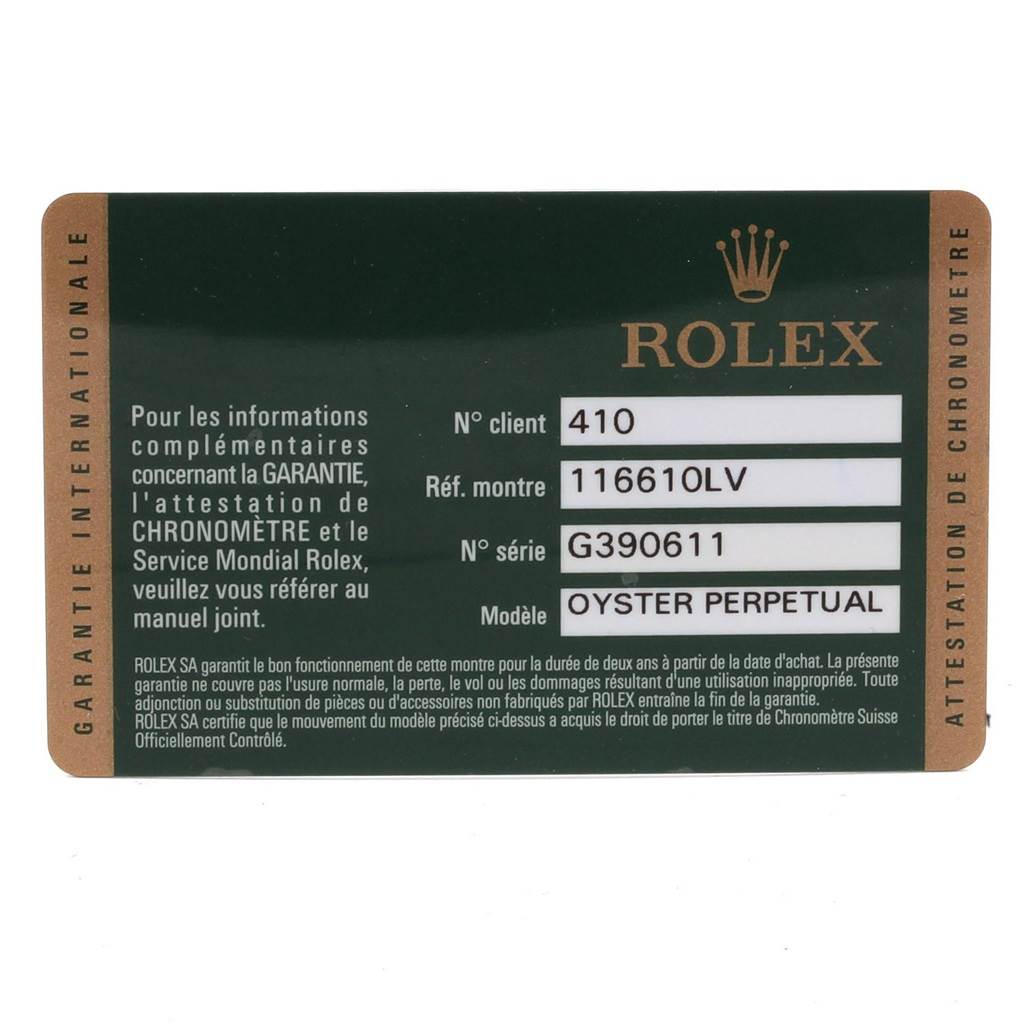 GARANTIE INTERNATIONALE
ROLEX
Pour les informations
complémentaires
concernant la GARANTIE,
l'attestation de
CHRONOMÈTRE et le
Service Mondial Rolex,
veuillez vous référer au
manuel joint.
N° client 410
Réf. montre 116610LV
N° série G390611
Modèle OYSTER PERPETUAL
ROLEX SA garantit le bon fonctionnement de cette montre pour la durée de deux ans à partir de la date d'achat. La présente
garantie ne couvre pas l'usure normale, la perte, le vol ou les dommages résultant d'une utilisation inappropriée. Toute
adjonction ou substitution de pièces ou d'accessoires non fabriqués par ROLEX entraîne la fin de la garantie.
ROLEX SA certifie que le mouvement du modèle précisé ci-dessus a acquis le droit de porter le titre de Chronomètre Suisse
Officiellement Contrôlé.
ATTESTATION DE CHRONOMETRE